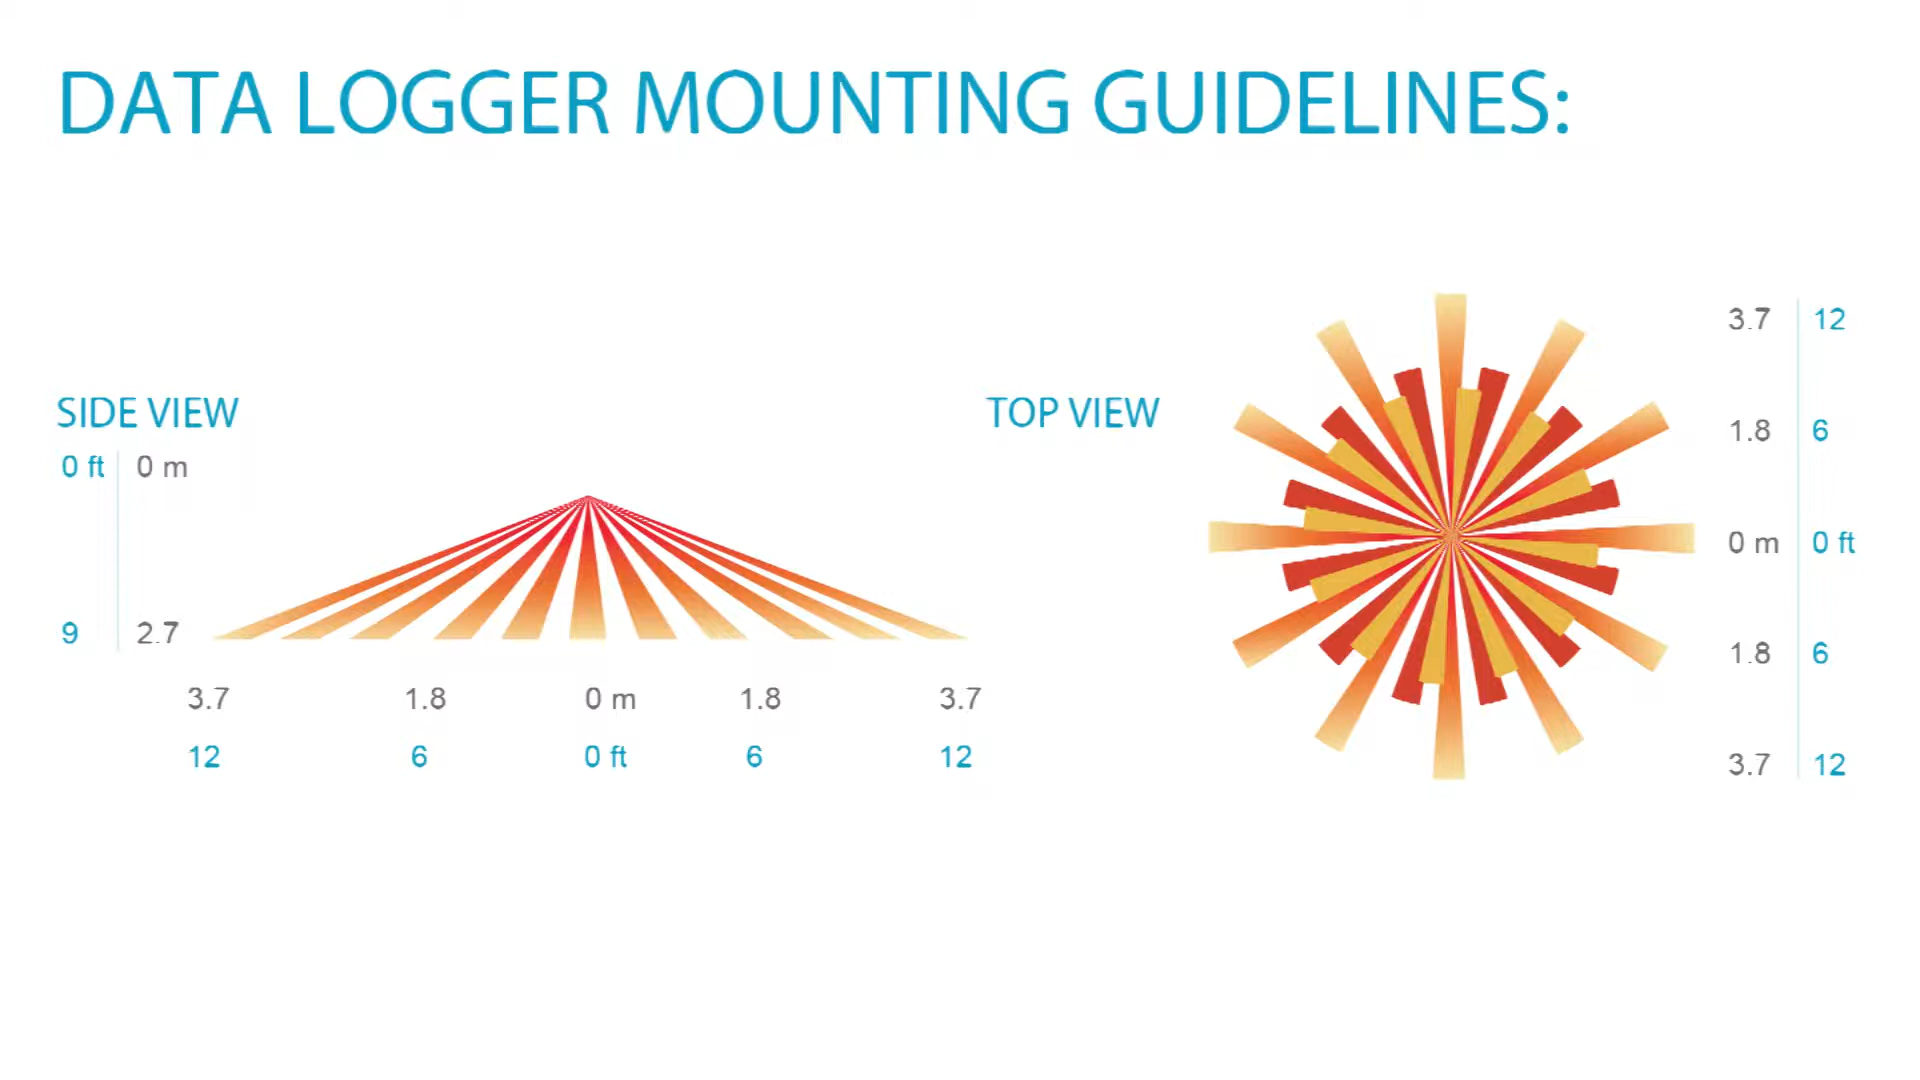 DATA LOGGER MOUNTING GUIDELINES:
SIDE VIEW
0 ft 0 m
9 2.7
3.7 1.8 0 m 1.8 3.7
12 6 0 ft 6 12
TOP VIEW
3.7 12
1.8 6
0 m 0 ft
1.8 6
3.7 12